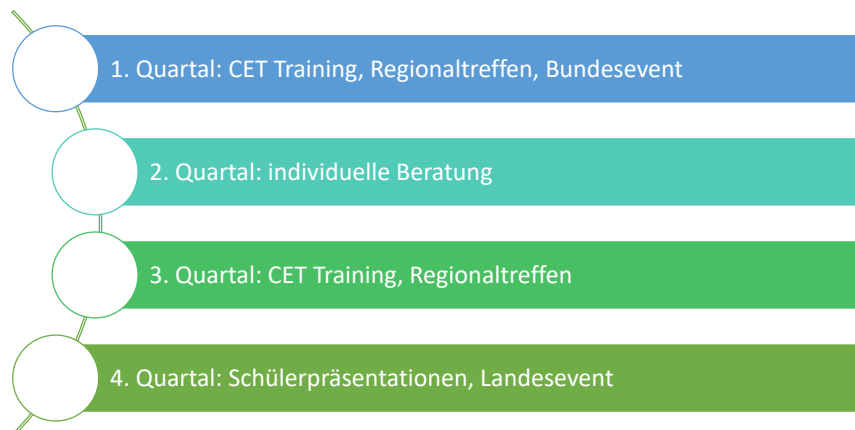 1. Quartal: CET Training, Regionaltreffen, Bundesevent
2. Quartal: individuelle Beratung
3. Quartal: CET Training, Regionaltreffen
4. Quartal: Schülerpräsentationen, Landesevent